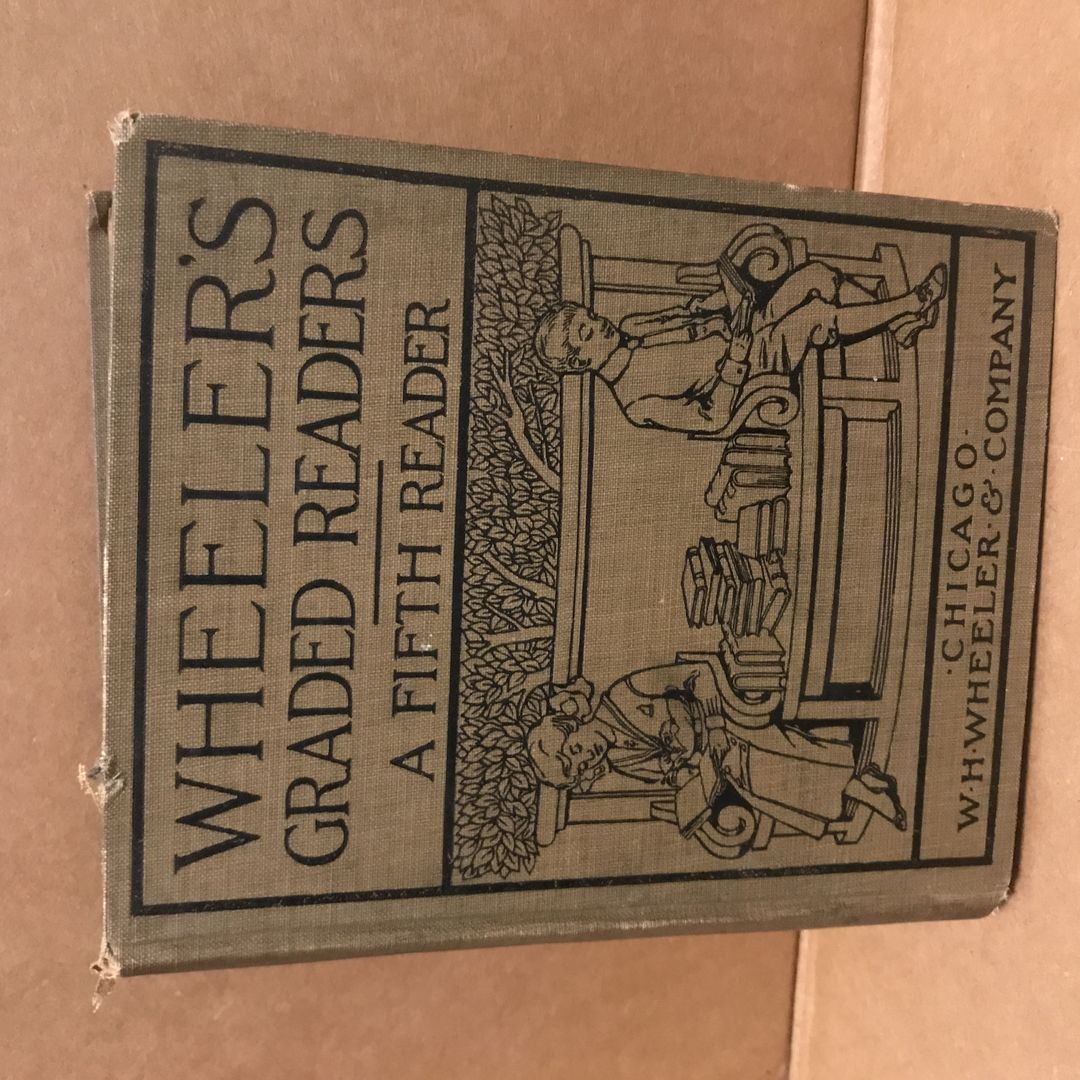 WHEELER'S
GRADED READERS
A FIFTH READER
·CHICAGO·
W·H·WHEELER·&·COMPANY